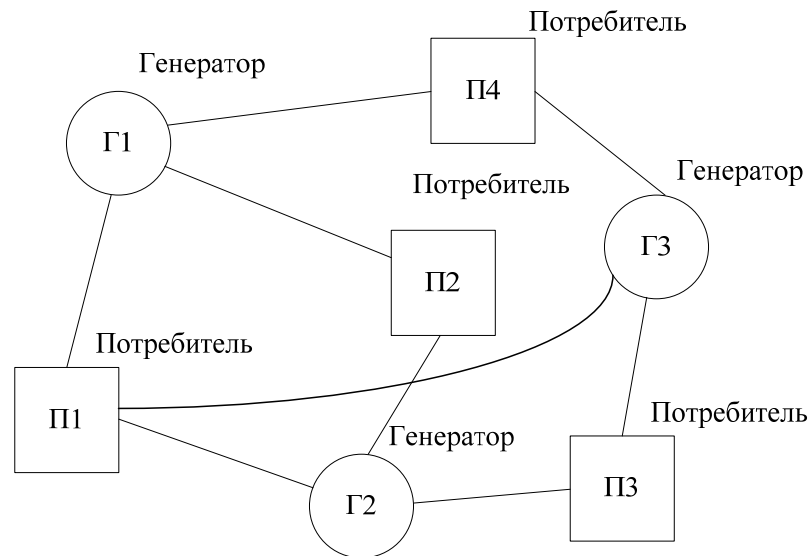 Потребитель
Генератор
П4
Г1
Потребитель
Генератор
Г3
П2
Потребитель
П1
Генератор
Потребитель
Г2
П3